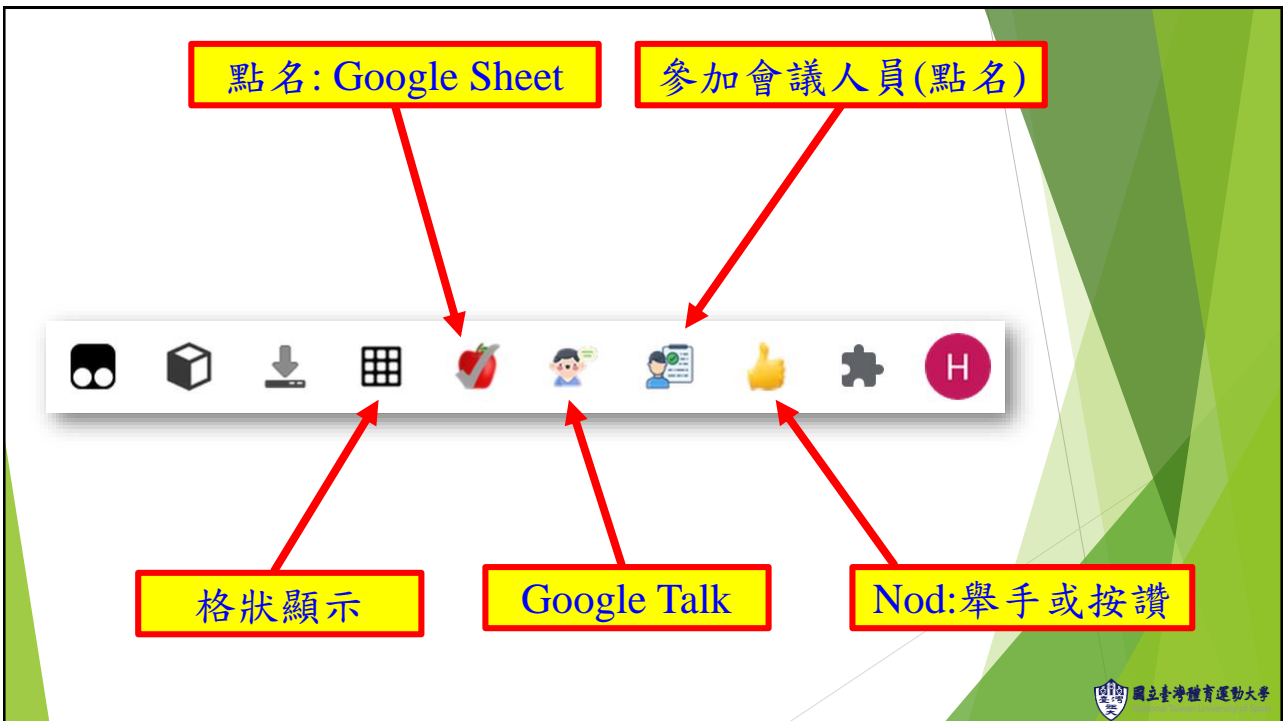 點名: Google Sheet
參加會議人員(點名)
H
格狀顯示
Google Talk
Nod:舉手或按讚
國立臺灣體育運動大學